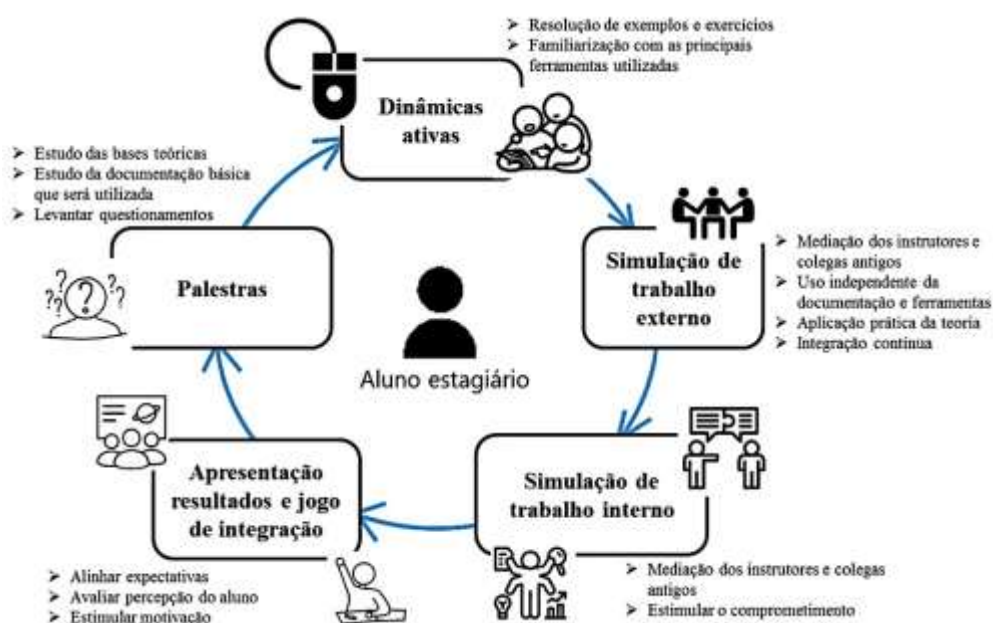 ➢ Resolução de exemplos e exercícios
➢ Familiarização com as principais
ferramentas utilizadas
Dinâmicas
ativas
➢ Estudo das bases teóricas
➢ Estudo da documentação básica
que será utilizada
➢ Levantar questionamentos
Palestras
Simulação de
trabalho
externo
➢ Mediação dos instrutores e
colegas antigos
➢ Uso independente da
documentação e ferramentas
➢ Aplicação prática da teoria
➢ Integração contínua
Aluno estagiário
Apresentação
resultados e jogo
de integração
Simulação de
trabalho interno
➢ Alinhar expectativas
➢ Avaliar percepção do aluno
➢ Estimular motivação
➢ Mediação dos instrutores e colegas
antigos
➢ Estimular o comprometimento